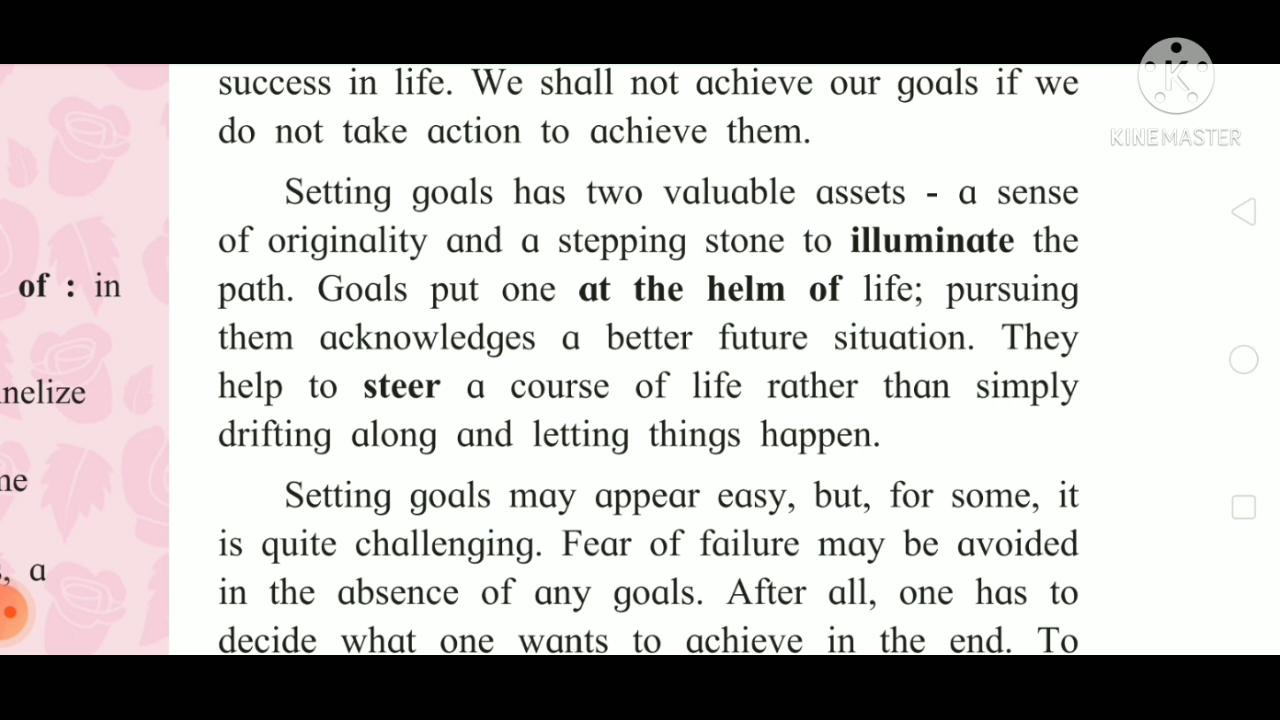 success in life. We shall not achieve our goals if we
do not take action to achieve them.
Setting goals has two valuable assets - a sense
of originality and a stepping stone to illuminate the
path. Goals put one at the helm of life; pursuing
them acknowledges a better future situation. They
help to steer a course of life rather than simply
drifting along and letting things happen.
Setting goals may appear easy, but, for some, it
is quite challenging. Fear of failure may be avoided
in the absence of any goals. After all, one has to
decide what one wants to achieve in the end. To
of : in
nelize
a
KINEMASTER